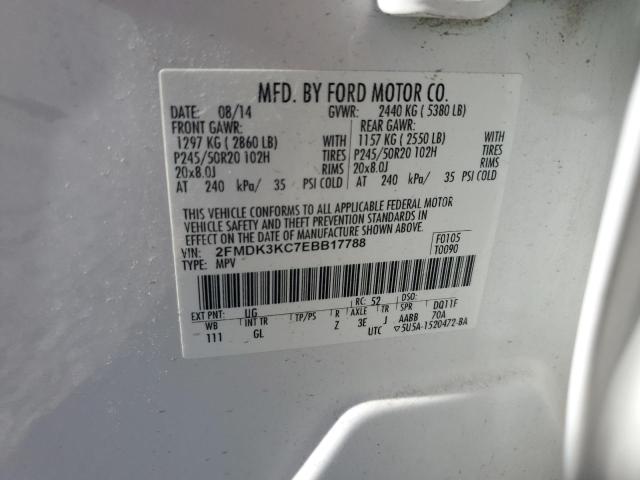 MFD. BY FORD MOTOR CO.
DATE: 08/14 GVWR: 2440 KG ( 5380 LB)
FRONT GAWR: REAR GAWR:
1297 KG ( 2860 LB) 1157 KG ( 2550 LB)
P245/50R20 102H TIRES P245/50R20 102H TIRES
20x8.0J RIMS 20x8.0J RIMS
AT 240 kPa/ 35 PSI COLD AT 240 kPa/ 35 PSI COLD
THIS VEHICLE CONFORMS TO ALL APPLICABLE FEDERAL MOTOR
VEHICLE SAFETY AND THEFT PREVENTION STANDARDS IN
EFFECT ON THE DATE OF MANUFACTURE SHOWN ABOVE.
VIN: 2FMDK3KC7EBB17788 F0105
TYPE: MPV T0090
EXT PNT: UG RC: 52 DSO:
WB INT TR TP/PS R AXLE TR SPR DQ11F
111 GL Z 3E J AABB 70A
UTC ▽5U5A-1520472-BA